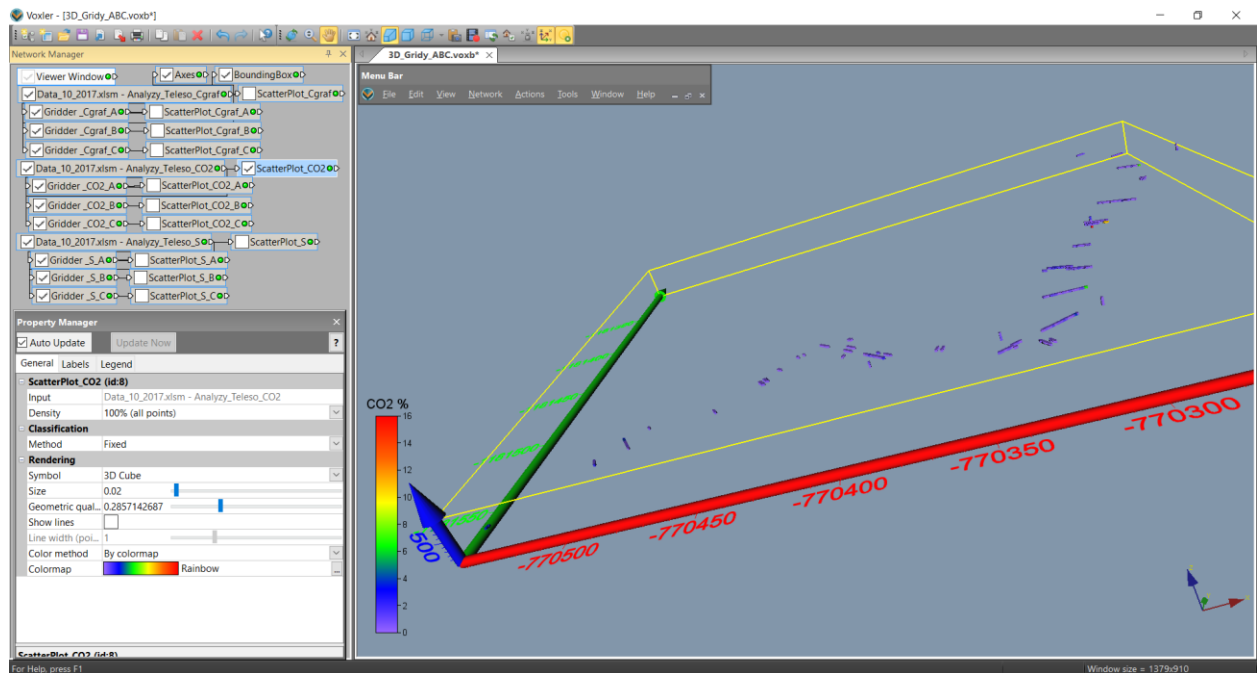 Voxler - [3D_Gridy_ABC.voxb*]
Network Manager
3D_Gridy_ABC.voxb*
Viewer Window
Axes
BoundingBox
Data_10_2017.xlsm - Analyzy_Teleso_Cgraf
ScatterPlot_Cgraf
Gridder _Cgraf_A
ScatterPlot_Cgraf_A
Gridder _Cgraf_B
ScatterPlot_Cgraf_B
Gridder _Cgraf_C
ScatterPlot_Cgraf_C
Data_10_2017.xlsm - Analyzy_Teleso_CO2
ScatterPlot_CO2
Gridder _CO2_A
ScatterPlot_CO2_A
Gridder _CO2_B
ScatterPlot_CO2_B
Gridder _CO2_C
ScatterPlot_CO2_C
Data_10_2017.xlsm - Analyzy_Teleso_S
ScatterPlot_S
Gridder _S_A
ScatterPlot_S_A
Gridder _S_B
ScatterPlot_S_B
Gridder _S_C
ScatterPlot_S_C
Menu Bar
File Edit View Network Actions Tools Window Help
Property Manager
Auto Update Update Now ?
General Labels Legend
ScatterPlot_CO2 (id:8)
Input Data_10_2017.xlsm - Analyzy_Teleso_CO2
Density 100% (all points)
Classification
Method Fixed
Rendering
Symbol 3D Cube
Size 0.02
Geometric qual... 0.2857142687
Show lines
Line width (poi... 1
Color method By colormap
Colormap Rainbow ...
ScatterPlot_CO2 (id:8)
CO2 %
16
14
12
10
8
6
4
2
0
500
-770500
-770450
-770400
-770350
-770300
For Help, press F1
Window size = 1379x910